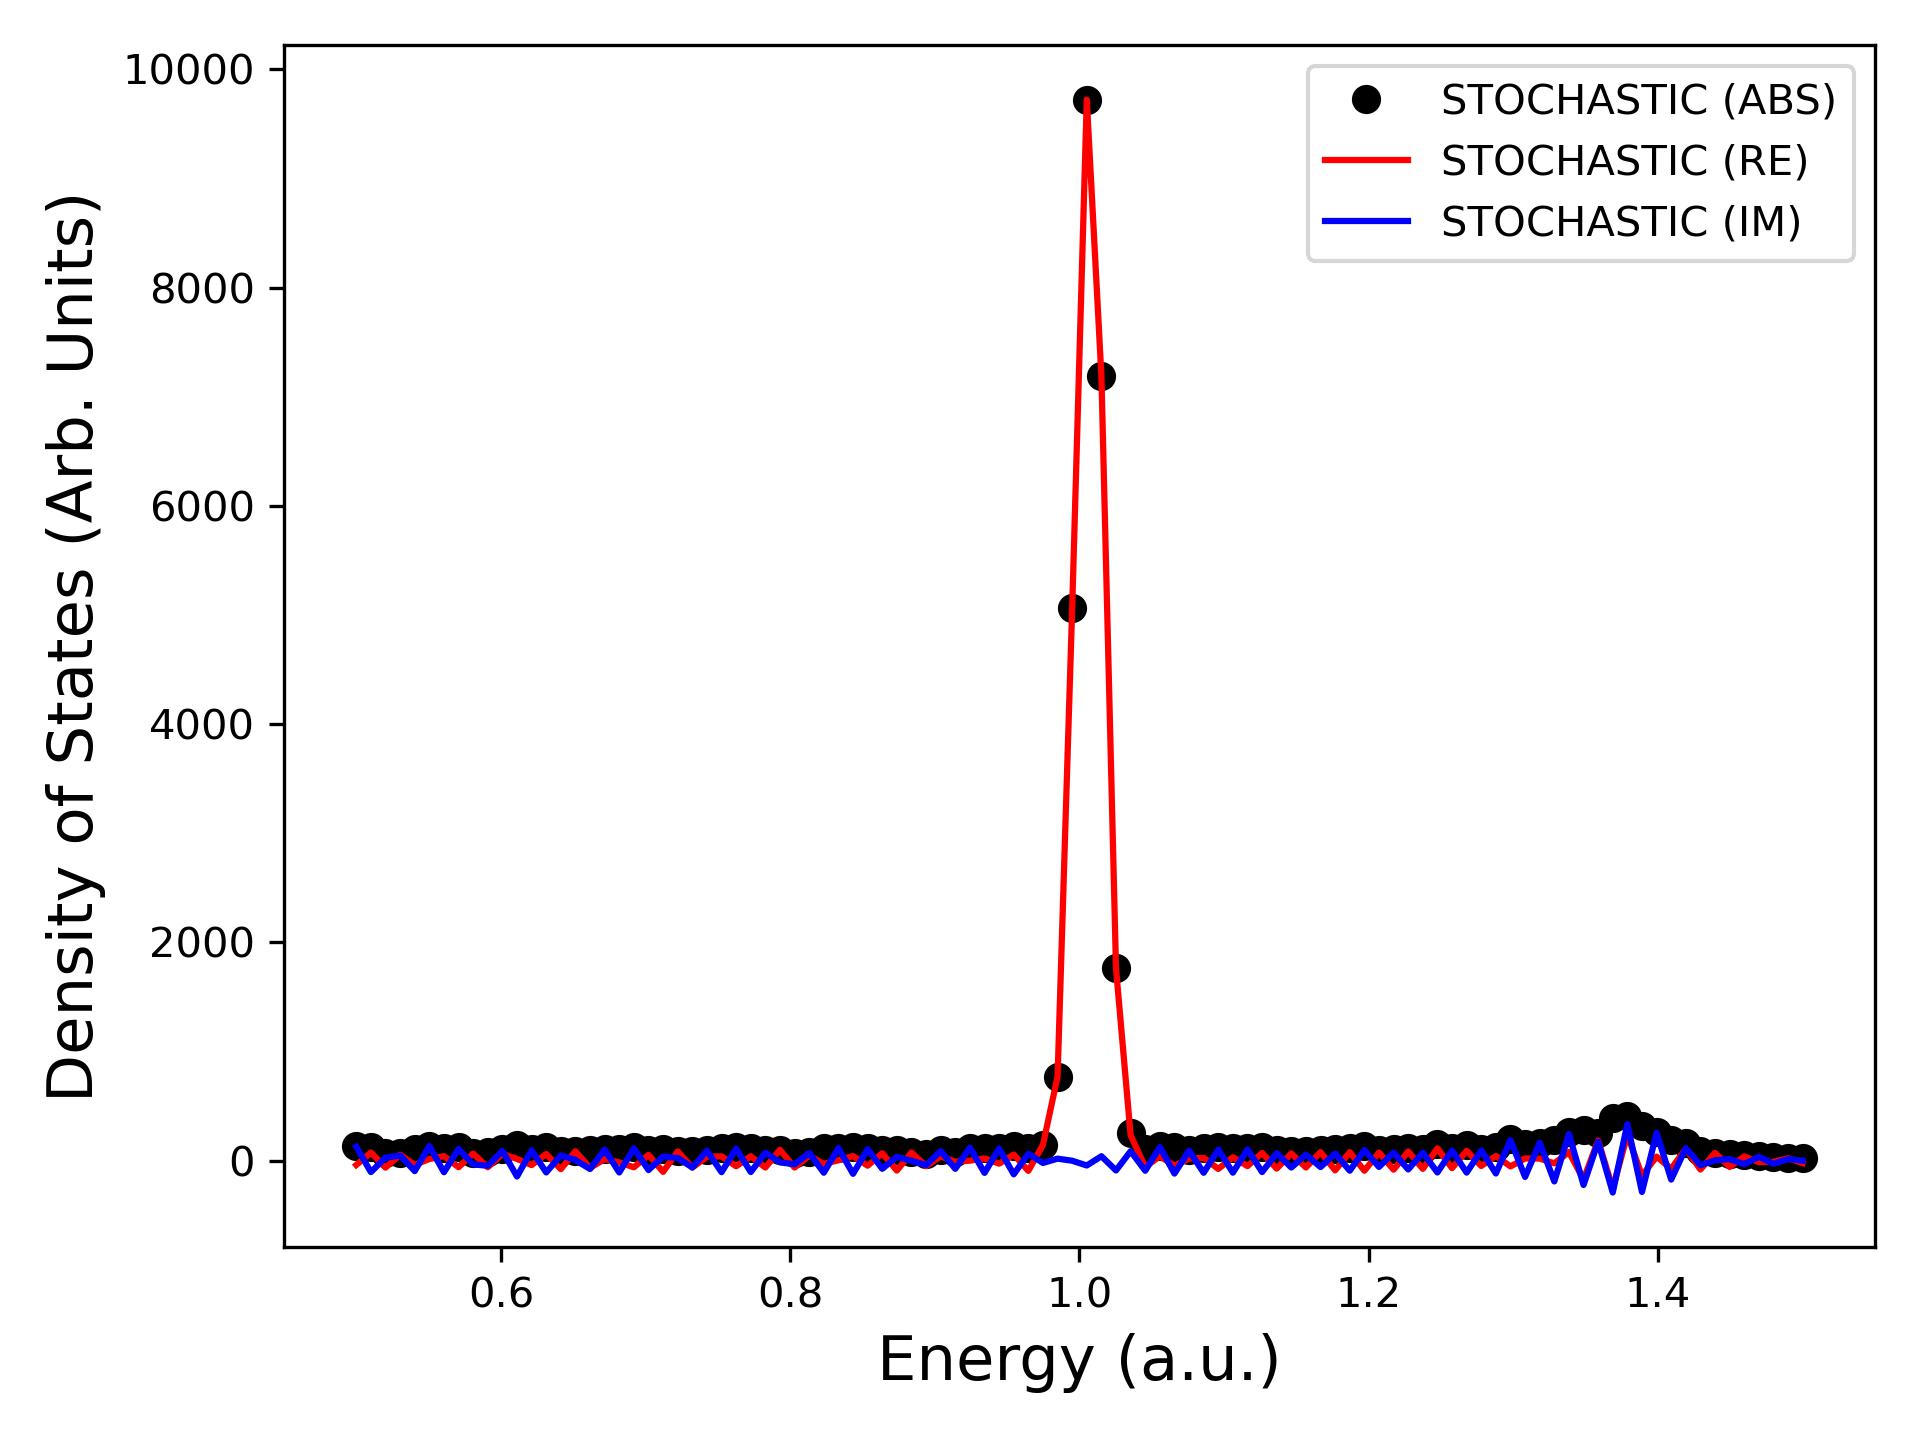 Density of States (Arb. Units)
10000
8000
6000
4000
2000
0
STOCHASTIC (ABS)
STOCHASTIC (RE)
STOCHASTIC (IM)
0.6 0.8 1.0 1.2 1.4
Energy (a.u.)